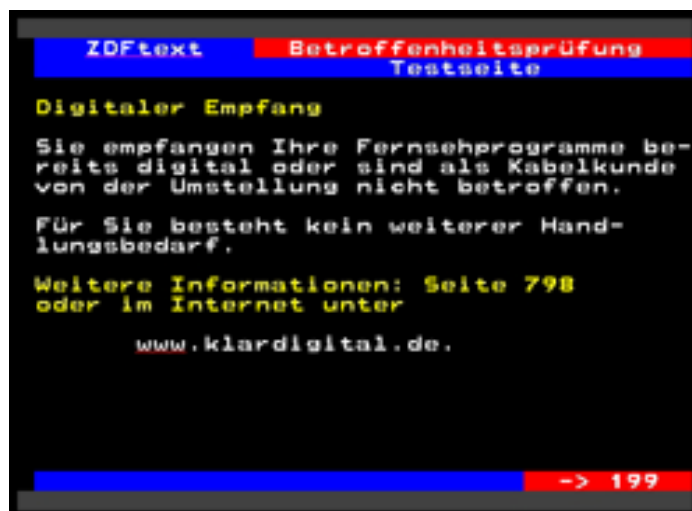 ZDFtext Betroffenheitsprüfung
Testseite
Digitaler Empfang
Sie empfangen Ihre Fernsehprogramme be-
reits digital oder sind als Kabelkunde
von der Umstellung nicht betroffen.
Für Sie besteht kein weiterer Hand-
lungsbedarf.
Weitere Informationen: Seite 798
oder im Internet unter
www.klardigital.de.
-> 199